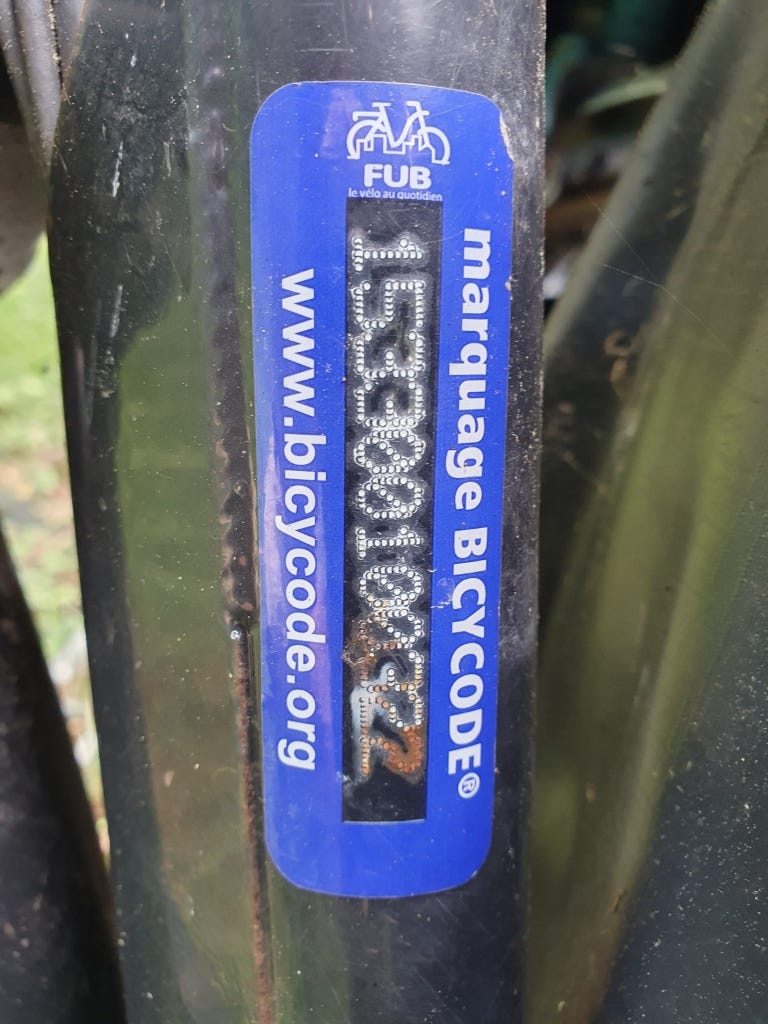 FUB
le vélo au quotidien
marquage BICYCODE®
www.bicycode.org